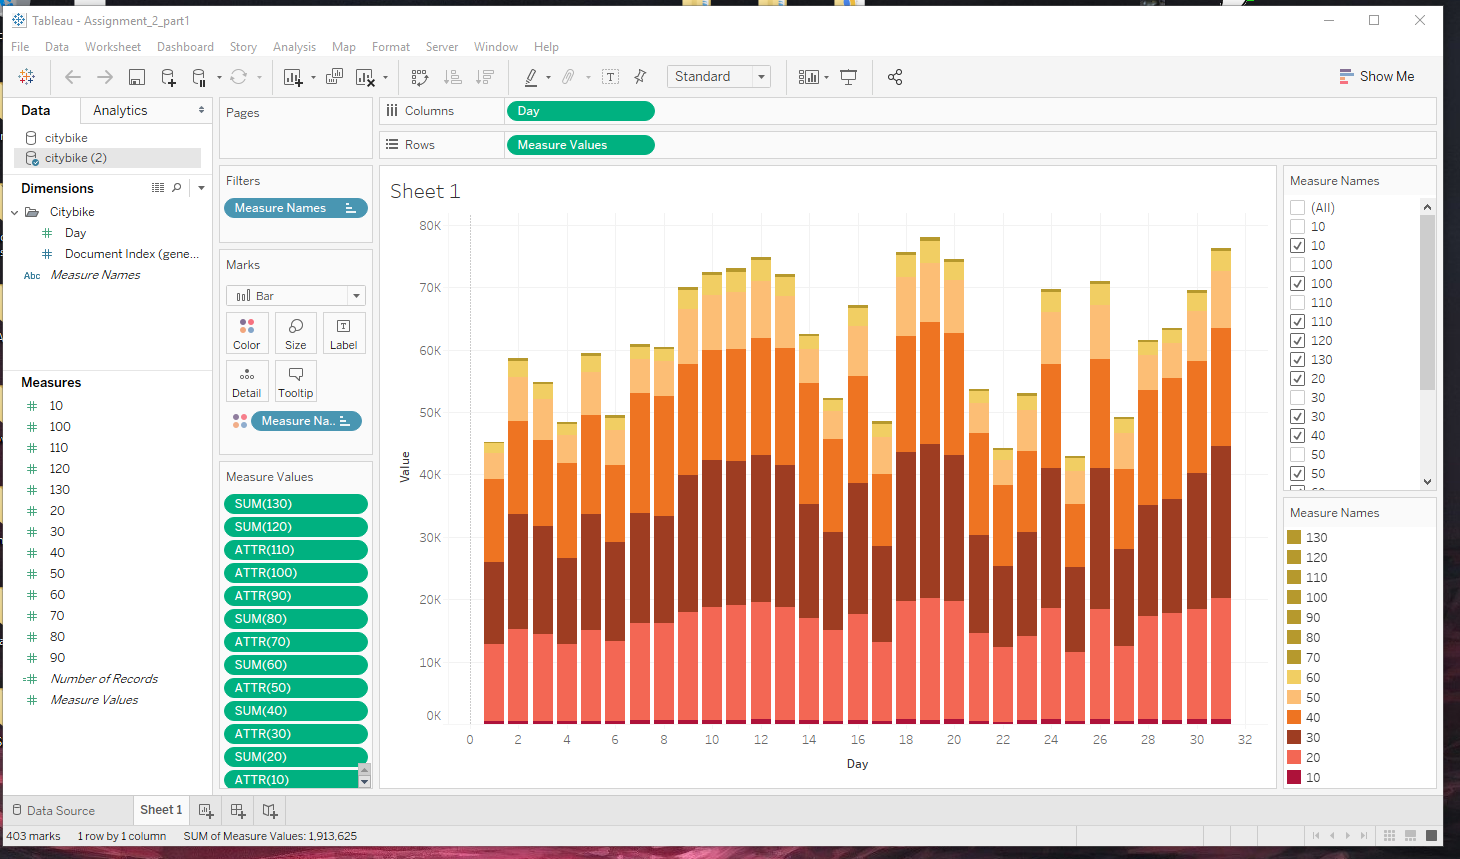 Tableau - Assignment_2_part1
File Data Worksheet Dashboard Story Analysis Map Format Server Window Help
Standard
Show Me
Data Analytics
citybike
citybike (2)
Dimensions
Citybike
Day
Document Index (gene...
Abc Measure Names
Measures
10
100
110
120
130
20
30
40
50
60
70
80
90
Number of Records
Measure Values
Pages
Filters
Measure Names
Marks
Bar
Color Size Label
Detail Tooltip
Measure Na..
Measure Values
SUM(130)
SUM(120)
ATTR(110)
ATTR(100)
ATTR(90)
SUM(80)
ATTR(70)
SUM(60)
ATTR(50)
SUM(40)
ATTR(30)
SUM(20)
ATTR(10)
Columns Day
Rows Measure Values
Sheet 1
80K
70K
60K
50K
40K
30K
20K
10K
0K
Value
0 2 4 6 8 10 12 14 16 18 20 22 24 26 28 30 32
Day
Measure Names
(All)
10
10
100
100
110
110
120
130
20
30
30
40
50
50
Measure Names
130
120
110
100
90
80
70
60
50
40
30
20
10
Data Source Sheet 1
403 marks 1 row by 1 column SUM of Measure Values: 1,913,625